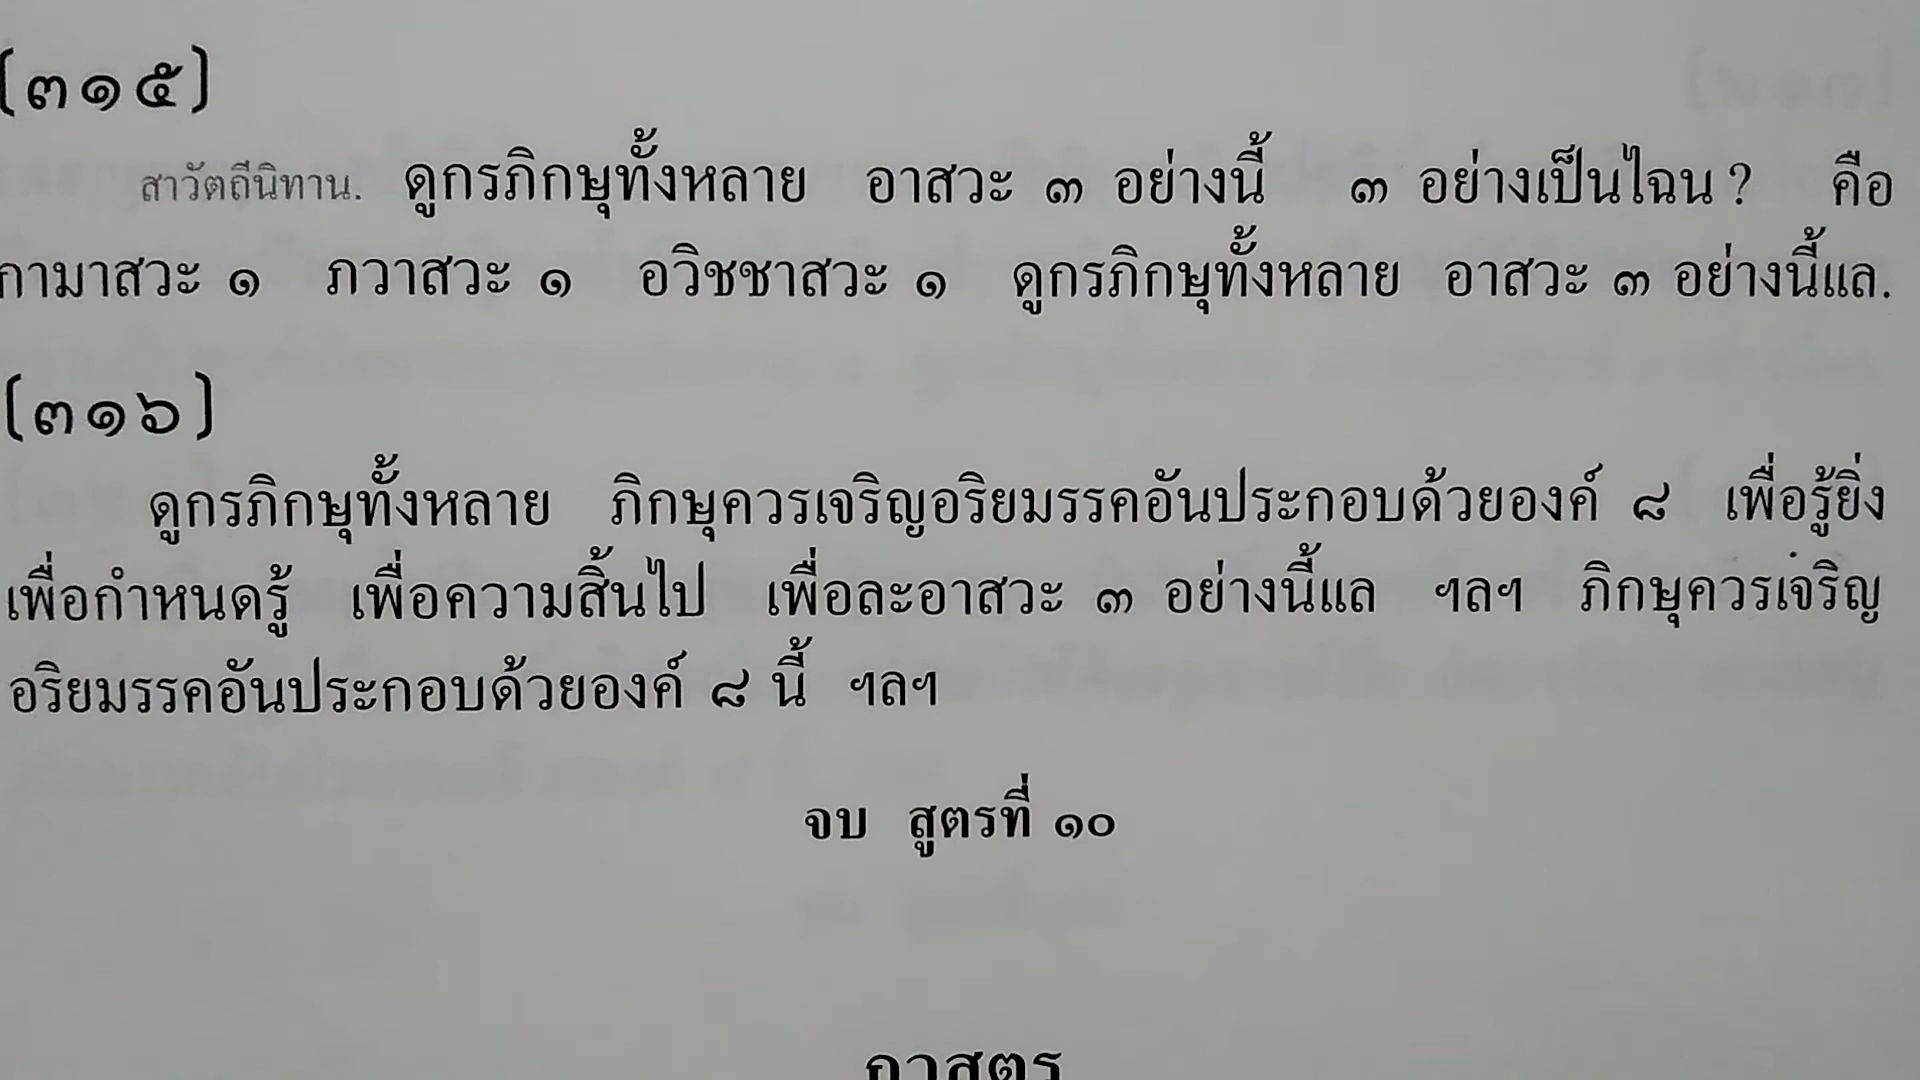 (๓๑๕)
สาวัตถีนิทาน. ดูกรภิกษุทั้งหลาย อาสวะ ๓ อย่างนี้ ๓ อย่างเป็นไฉน? คือ
กามาสวะ ๑ ภวาสวะ ๑ อวิชชาสวะ ๑ ดูกรภิกษุทั้งหลาย อาสวะ ๓ อย่างนี้แล.
(๓๑๖)
ดูกรภิกษุทั้งหลาย ภิกษุควรเจริญอริยมรรคอันประกอบด้วยองค์ ๘ เพื่อรู้ยิ่ง
เพื่อกำหนดรู้ เพื่อความสิ้นไป เพื่อละอาสวะ ๓ อย่างนี้แล ฯลฯ ภิกษุควรเจริญ
อริยมรรคอันประกอบด้วยองค์ ๘ นี้ ฯลฯ
จบ สูตรที่ ๑๐